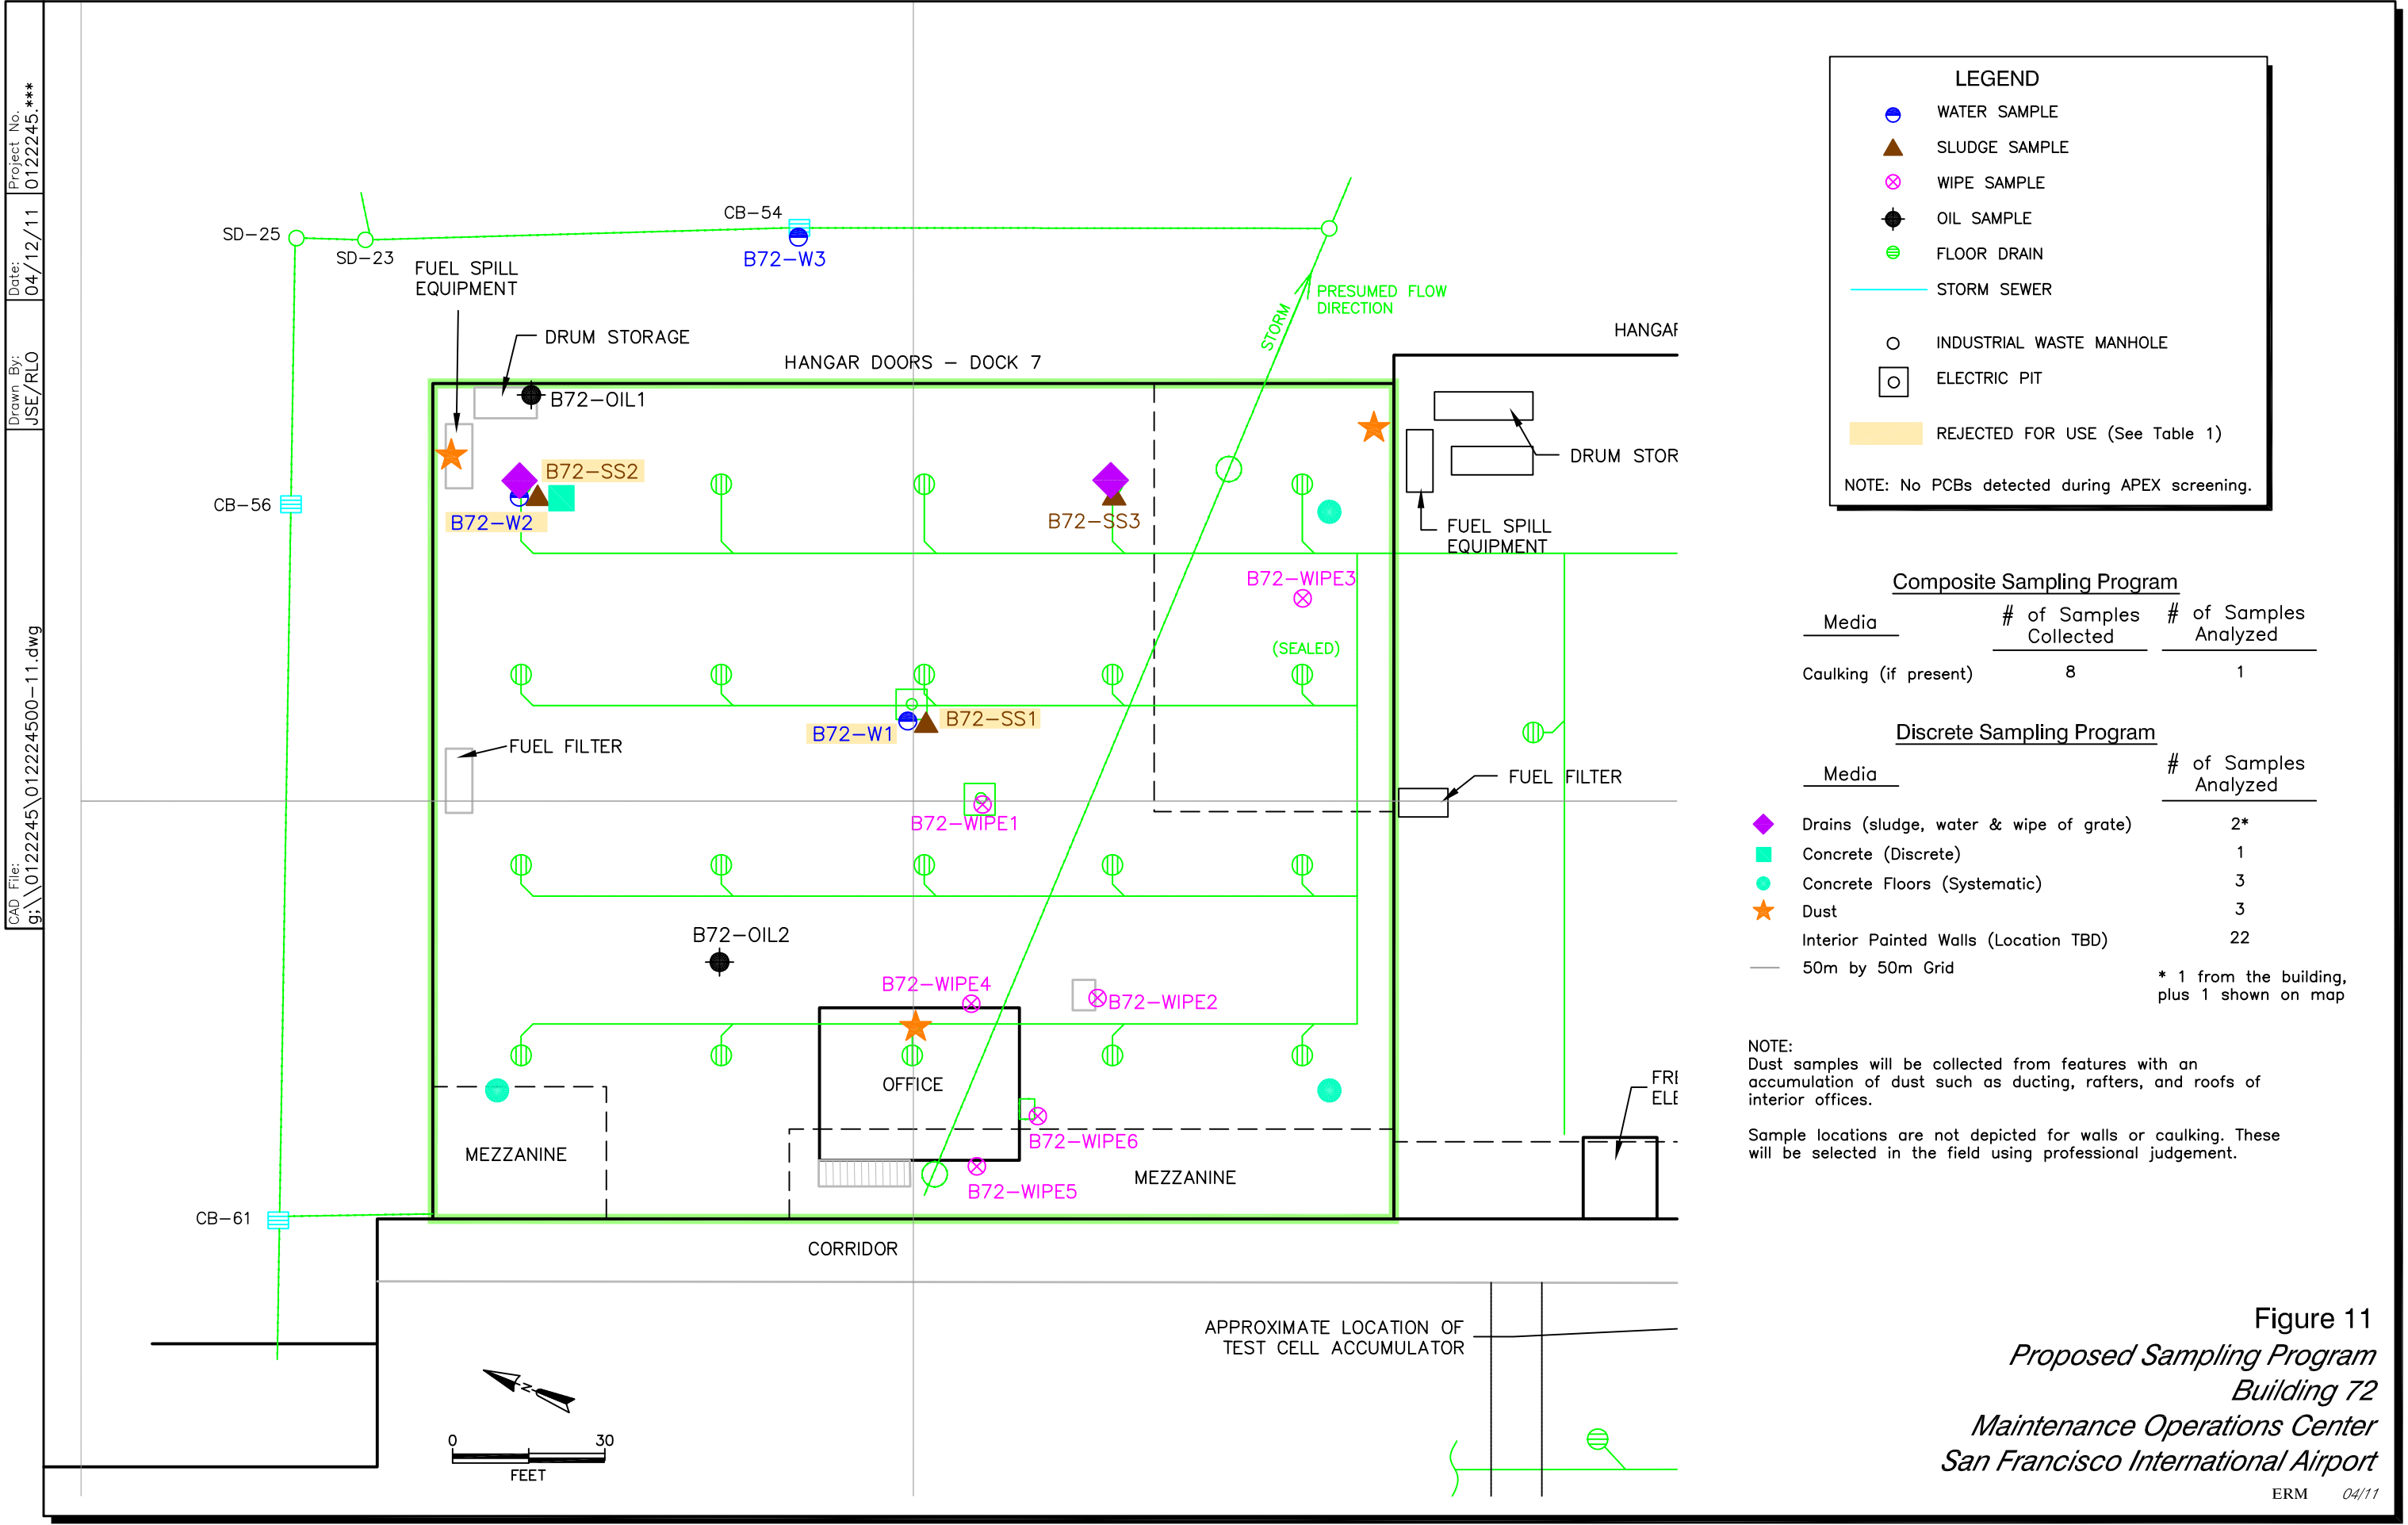 Project No.
01222245.***
Date:
04/12/11
Drawn By:
JSE/RLO
CAD File:
g:\\01222245\0122224500-11.dwg
SD-25
SD-23
CB-54
B72-W3
FUEL SPILL
EQUIPMENT
DRUM STORAGE
HANGAR DOORS - DOCK 7
STORM
PRESUMED FLOW
DIRECTION
B72-OIL1
B72-SS2
B72-W2
B72-SS3
CB-56
DRUM STOR
FUEL SPILL
EQUIPMENT
B72-WIPE3
(SEALED)
B72-SS1
B72-W1
FUEL FILTER
FUEL FILTER
B72-WIPE1
B72-OIL2
B72-WIPE4
B72-WIPE2
OFFICE
B72-WIPE6
B72-WIPE5
MEZZANINE
MEZZANINE
CB-61
CORRIDOR
APPROXIMATE LOCATION OF
TEST CELL ACCUMULATOR
N
0 30
FEET
LEGEND
WATER SAMPLE
SLUDGE SAMPLE
WIPE SAMPLE
OIL SAMPLE
FLOOR DRAIN
STORM SEWER
INDUSTRIAL WASTE MANHOLE
ELECTRIC PIT
REJECTED FOR USE (See Table 1)
NOTE: No PCBs detected during APEX screening.
Composite Sampling Program
Media
# of Samples
Collected
# of Samples
Analyzed
Caulking (if present) 8 1
Discrete Sampling Program
Media
# of Samples
Analyzed
Drains (sludge, water & wipe of grate) 2*
Concrete (Discrete) 1
Concrete Floors (Systematic) 3
Dust 3
Interior Painted Walls (Location TBD) 22
50m by 50m Grid
* 1 from the building,
plus 1 shown on map
NOTE:
Dust samples will be collected from features with an
accumulation of dust such as ducting, rafters, and roofs of
interior offices.
Sample locations are not depicted for walls or caulking. These
will be selected in the field using professional judgement.
Figure 11
Proposed Sampling Program
Building 72
Maintenance Operations Center
San Francisco International Airport
ERM 04/11